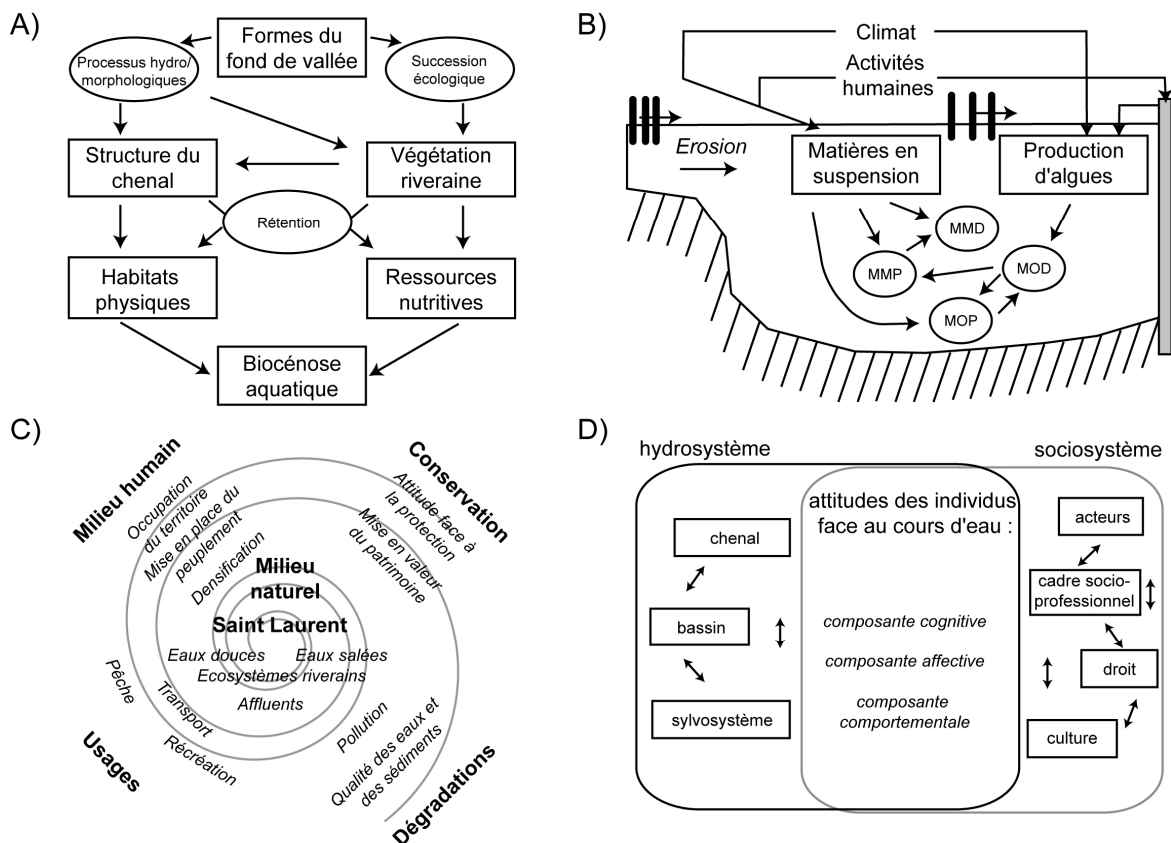 A)
Formes du
fond de vallée
Processus hydro/
morphologiques
Succession
écologique
Structure du
chenal
Végétation
riveraine
Rétention
Habitats
physiques
Ressources
nutritives
Biocénose
aquatique
B)
Climat
Activités
humaines
Erosion
Matières en
suspension
Production
d'algues
MMD
MMP
MOD
MOP
C)
Milieu humain
Occupation
du territoire
Mise en place du
peuplement
Densification
Conservation
Attitude face à
la protection
Mise en valeur
du patrimoine
Milieu
naturel
Saint Laurent
Eaux douces
Eaux salées
Ecosystèmes riverains
Affluents
Pêche
Transport
Récréation
Usages
Pollution
Qualité des eaux et
des sédiments
Dégradations
D)
hydrosystème
sociosystème
attitudes des individus
face au cours d'eau :
chenal
bassin
sylvosystème
composante cognitive
composante affective
composante
comportementale
acteurs
cadre socio-
professionnel
droit
culture